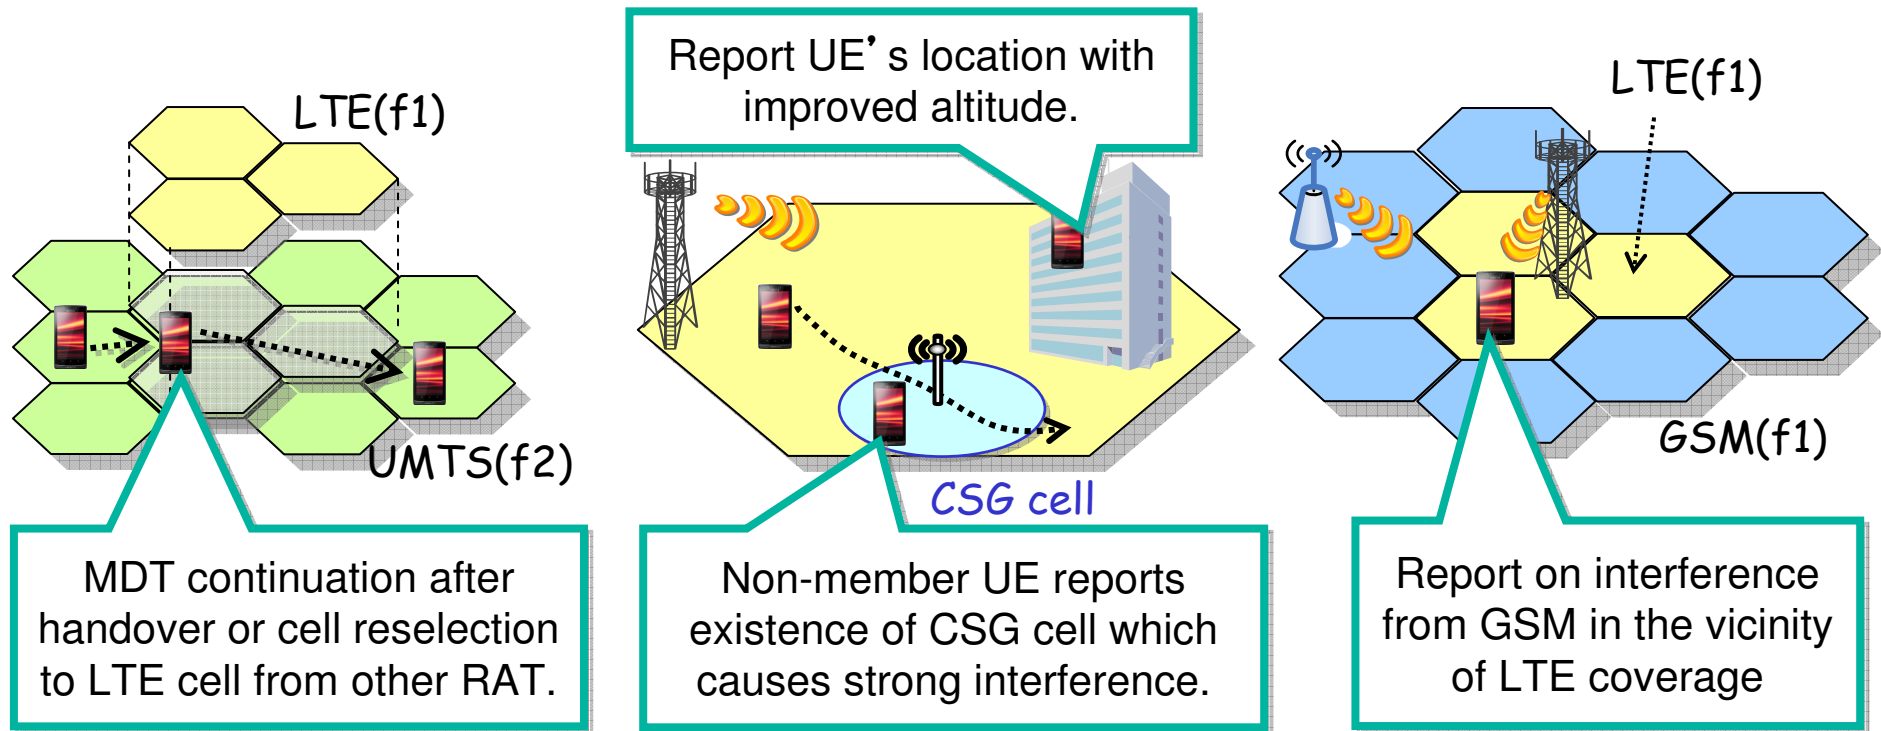 LTE(f1)
UMTS(f2)
MDT continuation after
handover or cell reselection
to LTE cell from other RAT.
Report UE’s location with
improved altitude.
CSG cell
Non-member UE reports
existence of CSG cell which
causes strong interference.
LTE(f1)
GSM(f1)
Report on interference
from GSM in the vicinity
of LTE coverage